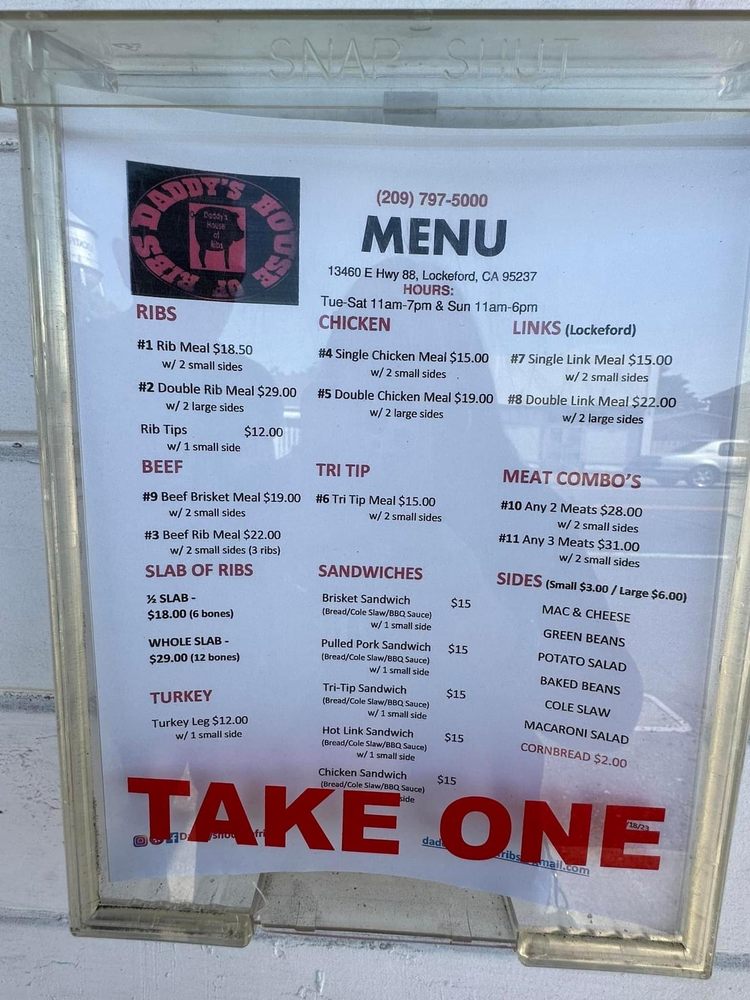 SNAP SHUT
DADDY'S HOUSE OF RIBS
Daddy's
House
of
Ribs
(209) 797-5000
MENU
13460 E Hwy 88, Lockeford, CA 95237
HOURS:
Tue-Sat 11am-7pm & Sun 11am-6pm
RIBS
#1 Rib Meal $18.50
w/ 2 small sides
#2 Double Rib Meal $29.00
w/ 2 large sides
Rib Tips $12.00
w/ 1 small side
CHICKEN
#4 Single Chicken Meal $15.00
w/ 2 small sides
#5 Double Chicken Meal $19.00
w/ 2 large sides
LINKS (Lockeford)
#7 Single Link Meal $15.00
w/ 2 small sides
#8 Double Link Meal $22.00
w/ 2 large sides
BEEF
#9 Beef Brisket Meal $19.00
w/ 2 small sides
#3 Beef Rib Meal $22.00
w/ 2 small sides (3 ribs)
TRI TIP
#6 Tri Tip Meal $15.00
w/ 2 small sides
MEAT COMBO'S
#10 Any 2 Meats $28.00
w/ 2 small sides
#11 Any 3 Meats $31.00
w/ 2 small sides
SLAB OF RIBS
½ SLAB -
$18.00 (6 bones)
WHOLE SLAB -
$29.00 (12 bones)
TURKEY
Turkey Leg $12.00
w/ 1 small side
SANDWICHES
Brisket Sandwich $15
(Bread/Cole Slaw/BBQ Sauce)
w/ 1 small side
Pulled Pork Sandwich $15
(Bread/Cole Slaw/BBQ Sauce)
w/ 1 small side
Tri-Tip Sandwich $15
(Bread/Cole Slaw/BBQ Sauce)
w/ 1 small side
Hot Link Sandwich $15
(Bread/Cole Slaw/BBQ Sauce)
w/ 1 small side
Chicken Sandwich $15
(Bread/Cole Slaw/BBQ Sauce)
side
SIDES (Small $3.00 / Large $6.00)
MAC & CHEESE
GREEN BEANS
POTATO SALAD
BAKED BEANS
COLE SLAW
MACARONI SALAD
CORNBREAD $2.00
TAKE ONE
/18/23